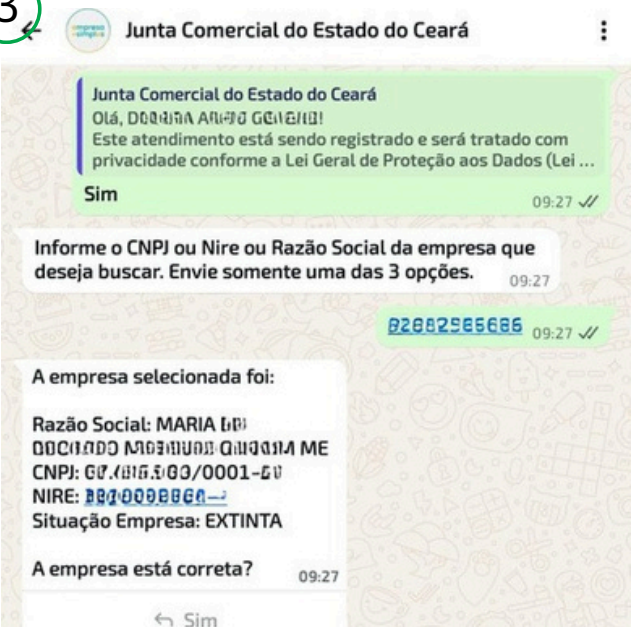 3
Junta Comercial do Estado do Ceará
Junta Comercial do Estado do Ceará
Olá,
Este atendimento está sendo registrado e será tratado com
privacidade conforme a Lei Geral de Proteção aos Dados (Lei ...
Sim
09:27
Informe o CNPJ ou Nire ou Razão Social da empresa que
deseja buscar. Envie somente uma das 3 opções.
09:27
09:27
A empresa selecionada foi:
Razão Social: MARIA
ME
CNPJ:
NIRE:
Situação Empresa: EXTINTA
A empresa está correta?
09:27
Sim